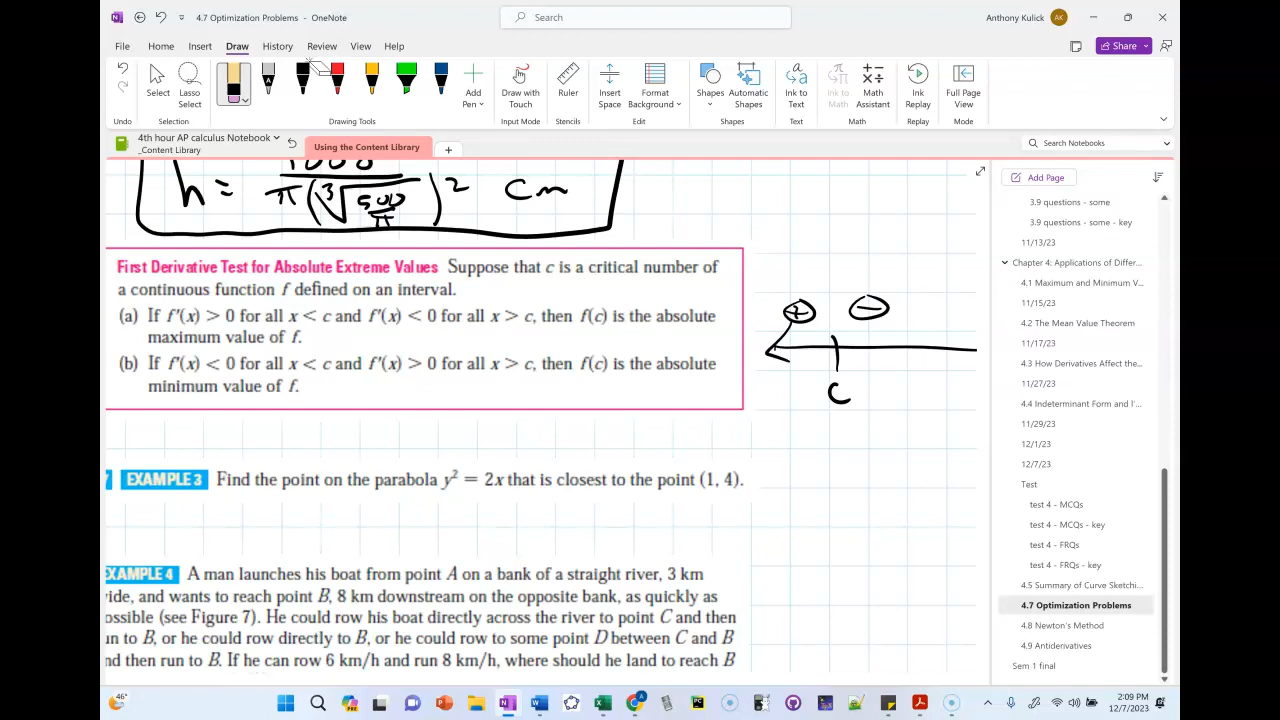 4.7 Optimization Problems - OneNote
Search
Anthony Kulick
AK
File Home Insert Draw History Review View Help
Share
Undo
Select
Lasso Select
Add Pen
Draw with Touch
Ruler
Insert Space
Format Background
Shapes
Automatic Shapes
Ink to Text
Ink to Math
Math Assistant
Ink Replay
Full Page View
Undo Selection Drawing Tools Input Mode Stencils Edit Shapes Text Math Replay Mode
4th hour AP calculus Notebook
_Content Library
Using the Content Library
Search Notebooks
Add Page
h = 1000 / π(∛(500/π))² cm
First Derivative Test for Absolute Extreme Values Suppose that c is a critical number of
a continuous function f defined on an interval.
(a) If f′(x) > 0 for all x < c and f′(x) < 0 for all x > c, then f(c) is the absolute
maximum value of f.
(b) If f′(x) < 0 for all x < c and f′(x) > 0 for all x > c, then f(c) is the absolute
minimum value of f.
+ −
c
EXAMPLE 3 Find the point on the parabola y² = 2x that is closest to the point (1, 4).
EXAMPLE 4 A man launches his boat from point A on a bank of a straight river, 3 km
ide, and wants to reach point B, 8 km downstream on the opposite bank, as quickly as
ossible (see Figure 7). He could row his boat directly across the river to point C and then
un to B, or he could row directly to B, or he could row to some point D between C and B
nd then run to B. If he can row 6 km/h and run 8 km/h, where should he land to reach B
3.9 questions - some
3.9 questions - some - key
11/13/23
Chapter 4: Applications of Differ...
4.1 Maximum and Minimum V...
11/15/23
4.2 The Mean Value Theorem
11/17/23
4.3 How Derivatives Affect the...
11/27/23
4.4 Indeterminant Form and l'...
11/29/23
12/1/23
12/7/23
Test
test 4 - MCQs
test 4 - MCQs - key
test 4 - FRQs
test 4 - FRQs - key
4.5 Summary of Curve Sketchi...
4.7 Optimization Problems
4.8 Newton's Method
4.9 Antiderivatives
Sem 1 final
46°
2:09 PM
12/7/2023